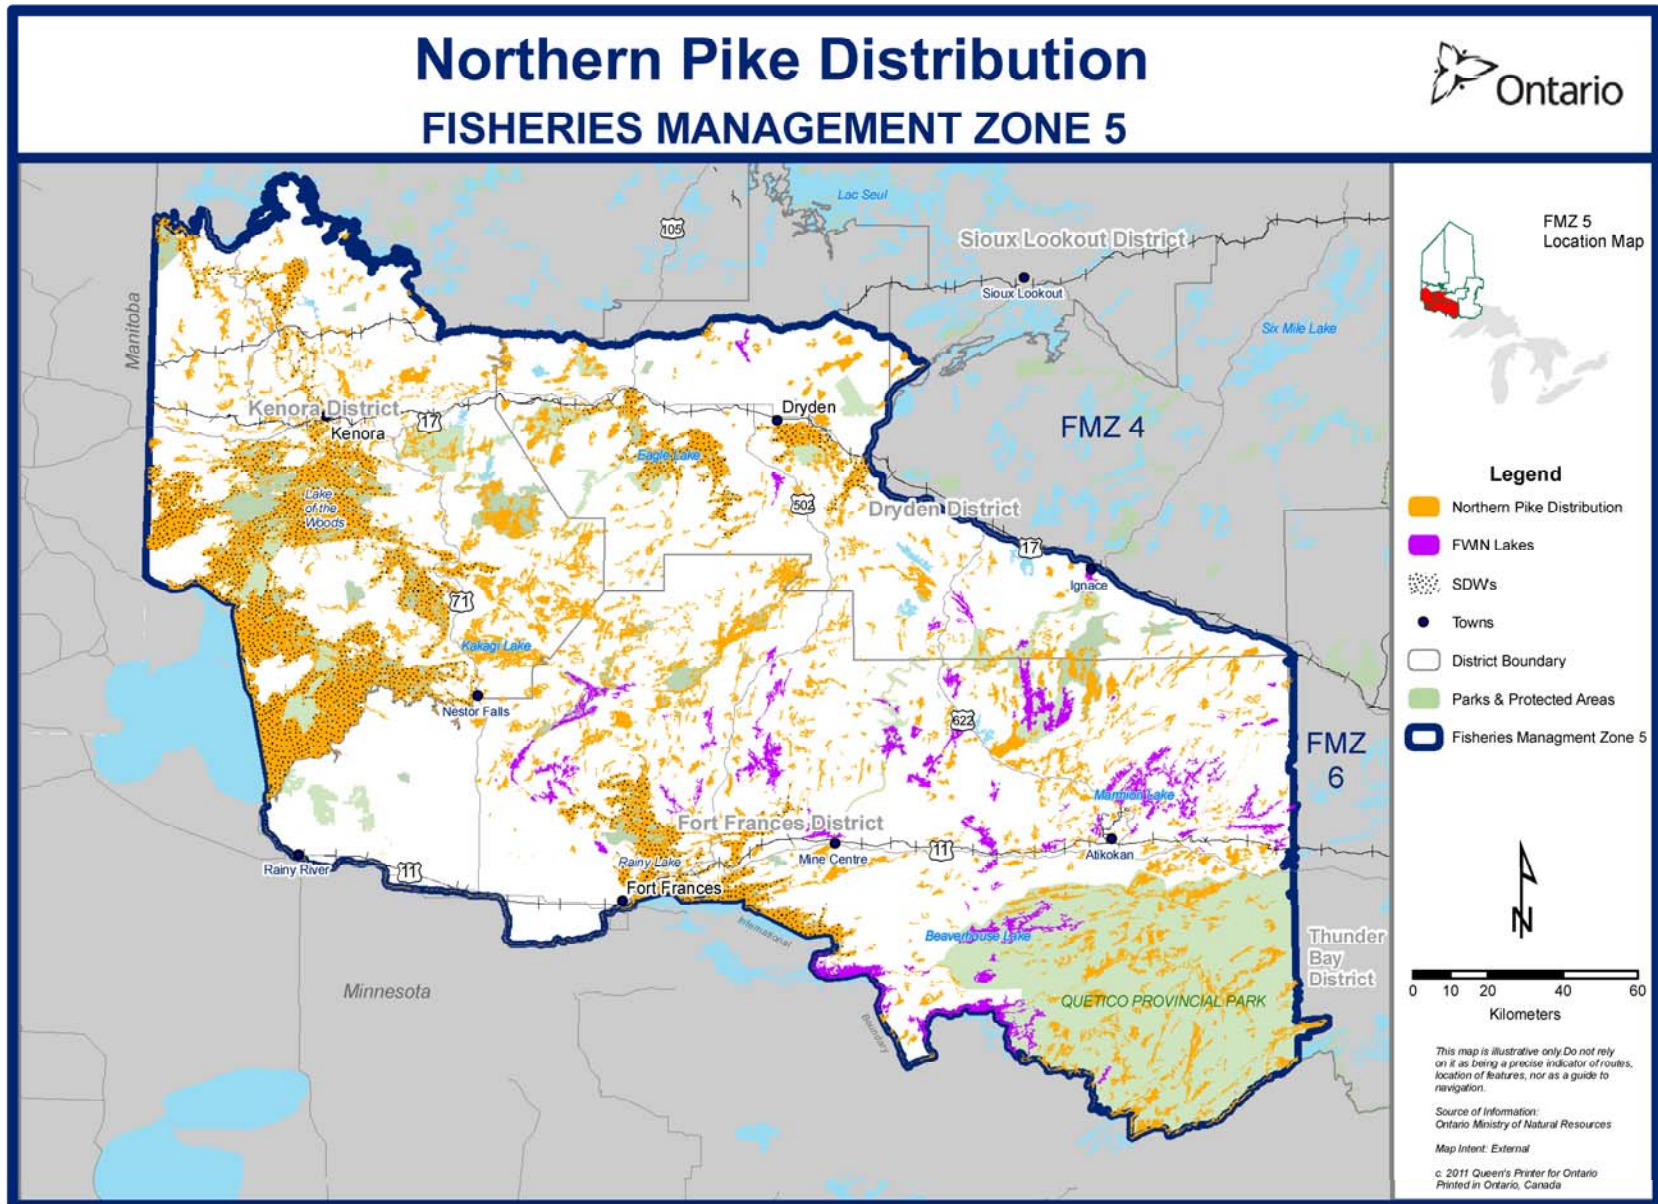 Northern Pike Distribution
FISHERIES MANAGEMENT ZONE 5
Ontario
Lac Seul
105
Sioux Lookout District
Sioux Lookout
Manitoba
Six Mile Lake
Kenora District
17
Kenora
Dryden
FMZ 4
Eagle Lake
Lake
of the
Woods
502
Dryden District
17
Ignace
71
Kakagi Lake
Nestor Falls
622
FMZ
6
Marmion Lake
Fort Frances District
Rainy River
11
Rainy Lake
Mine Centre
11
Atikokan
Fort Frances
International
Beaverhouse Lake
Thunder
Bay
District
Minnesota
QUETICO PROVINCIAL PARK
Boundary
FMZ 5
Location Map
Legend
Northern Pike Distribution
FWIN Lakes
SDW's
Towns
District Boundary
Parks & Protected Areas
Fisheries Managment Zone 5
N
0 10 20 40 60
Kilometers
This map is illustrative only.Do not rely
on it as being a precise indicator of routes,
location of features, nor as a guide to
navigation.
Source of Information:
Ontario Ministry of Natural Resources
Map Intent: External
c. 2011 Queen's Printer for Ontario
Printed in Ontario, Canada